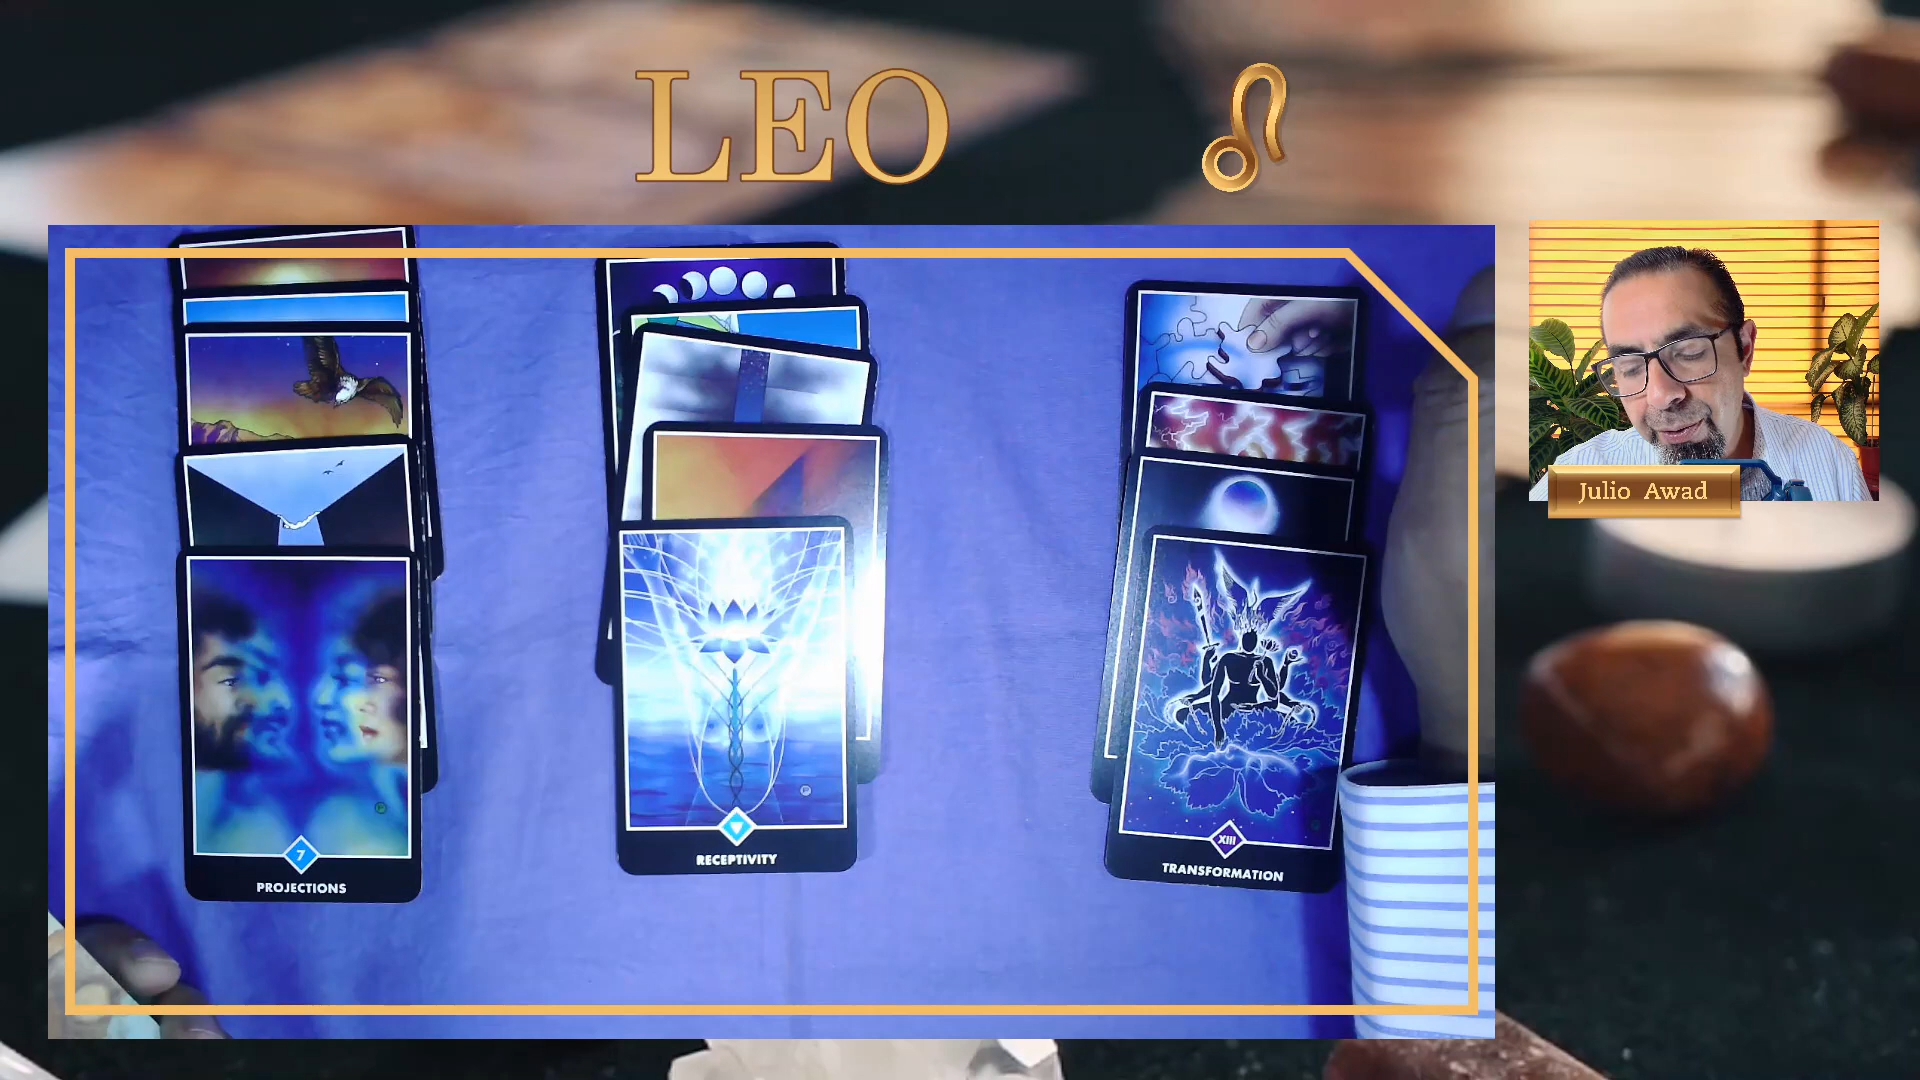 LEO
Julio Awad
7
PROJECTIONS
RECEPTIVITY
XIII
TRANSFORMATION